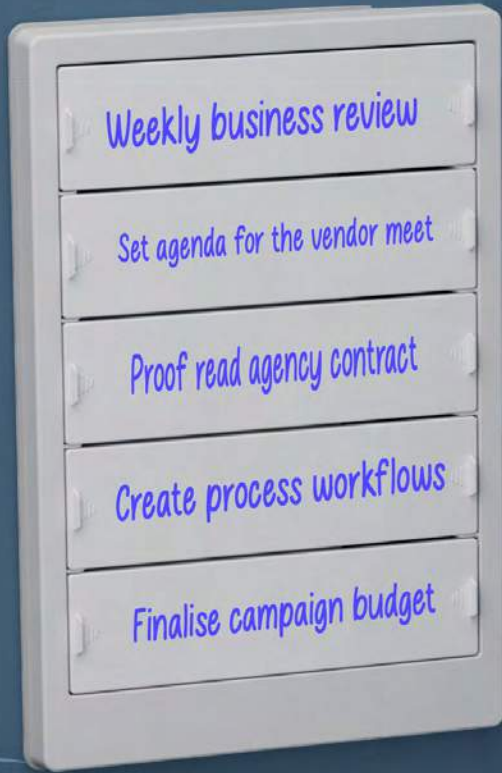 Weekly business review
Set agenda for the vendor meet
Proof read agency contract
Create process workflows
Finalise campaign budget